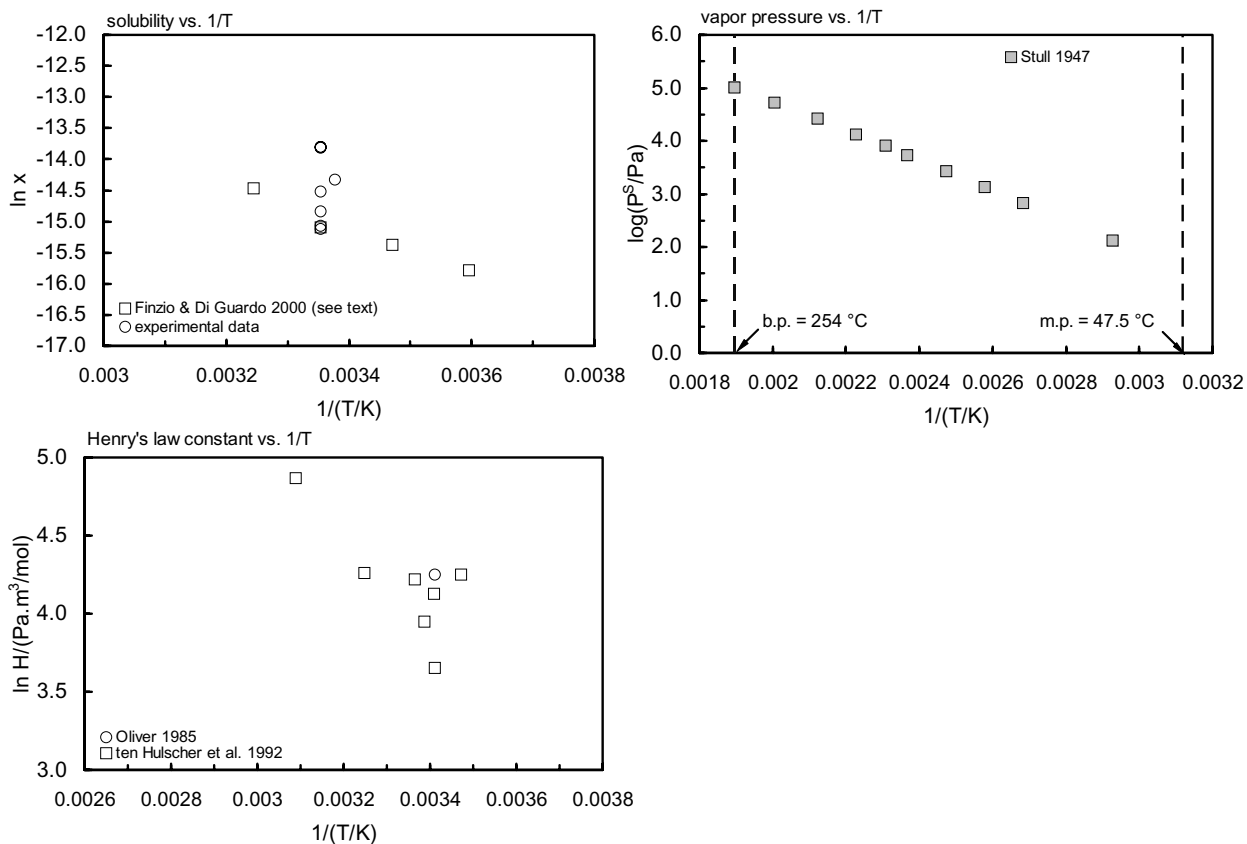 solubility vs. 1/T
-12.0
-12.5
-13.0
-13.5
-14.0
-14.5
-15.0
-15.5
-16.0
-16.5
-17.0
ln x
Finzio & Di Guardo 2000 (see text)
experimental data
0.003 0.0032 0.0034 0.0036 0.0038
1/(T/K)
vapor pressure vs. 1/T
6.0
5.0
4.0
3.0
2.0
1.0
0.0
log(P^S/Pa)
Stull 1947
b.p. = 254 °C
m.p. = 47.5 °C
0.0018 0.002 0.0022 0.0024 0.0026 0.0028 0.003 0.0032
1/(T/K)
Henry's law constant vs. 1/T
5.0
4.5
4.0
3.5
3.0
ln H/(Pa.m³/mol)
Oliver 1985
ten Hulscher et al. 1992
0.0026 0.0028 0.003 0.0032 0.0034 0.0036 0.0038
1/(T/K)